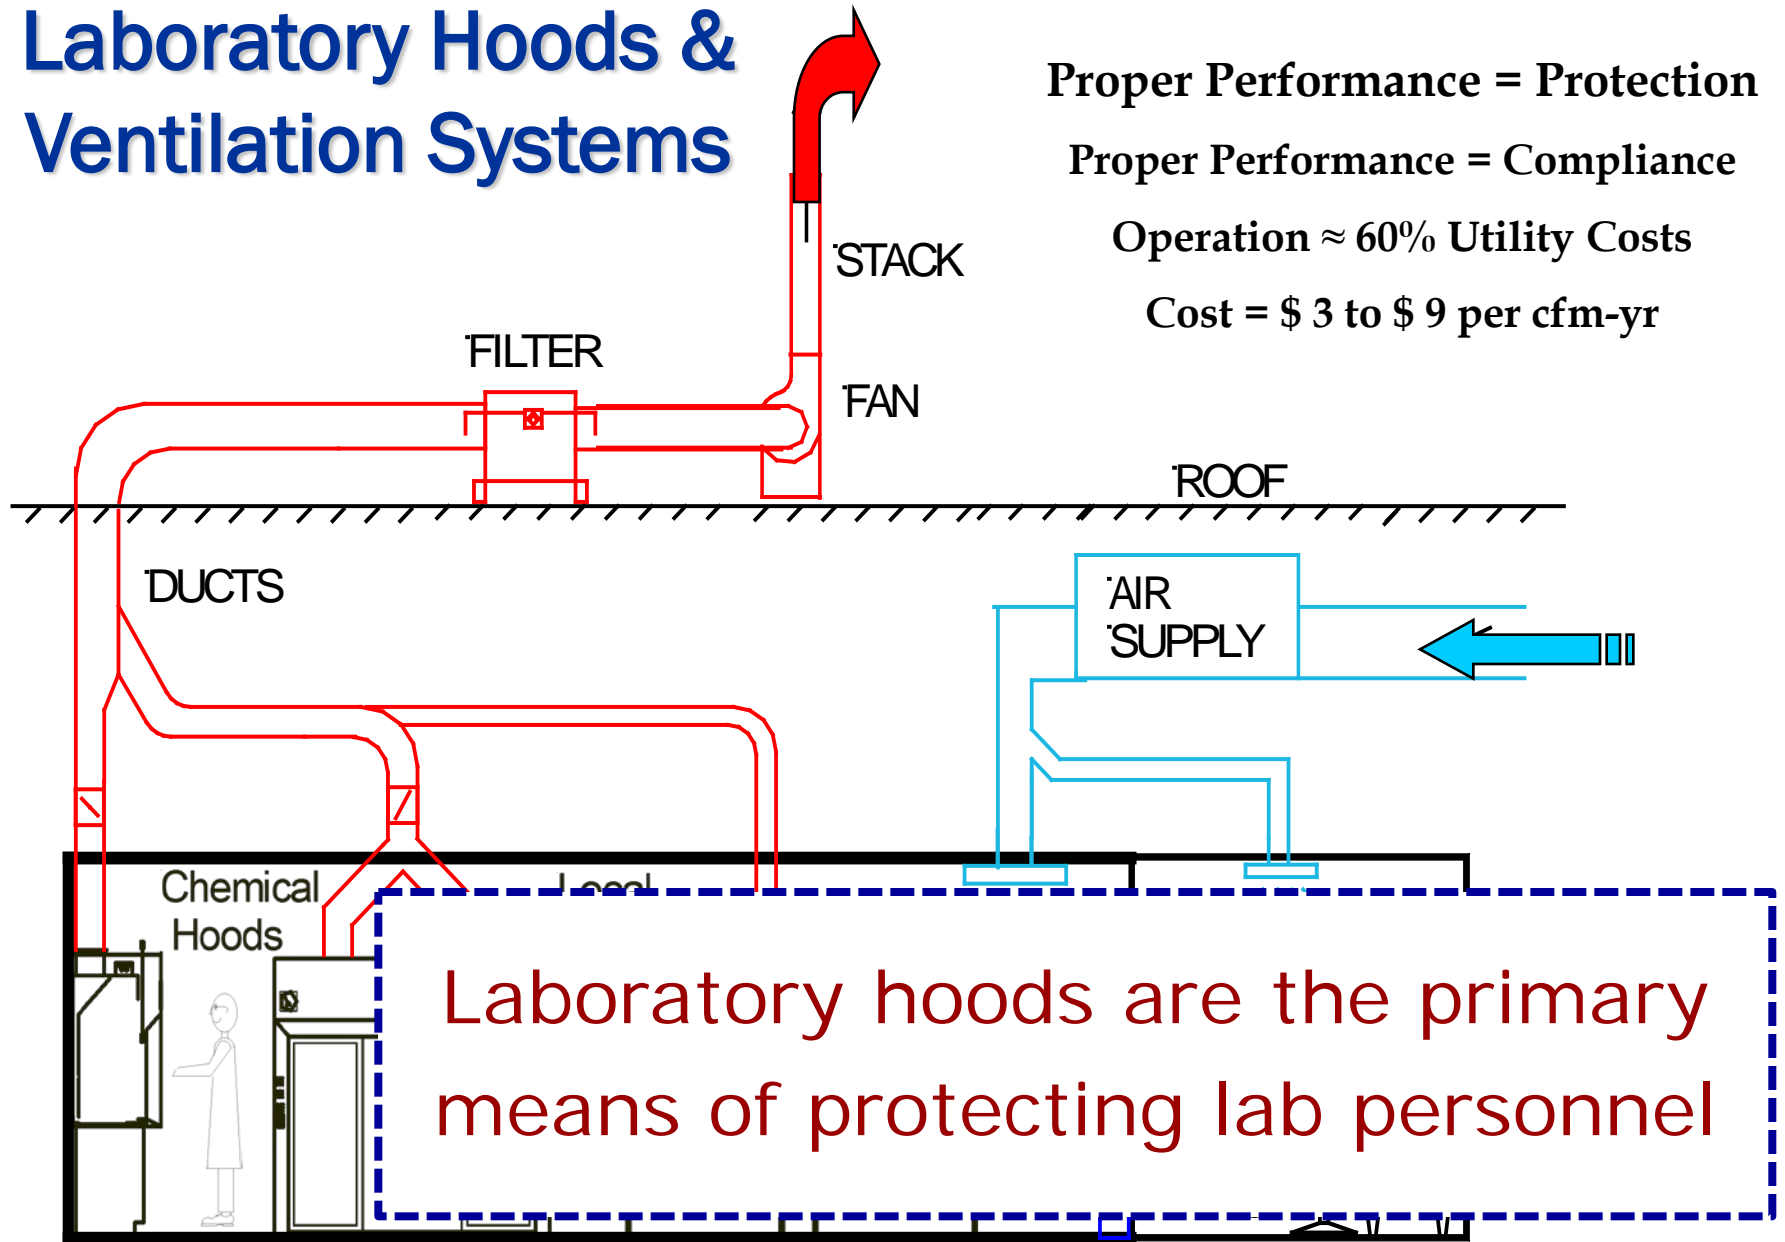 Laboratory Hoods &
Ventilation Systems
Proper Performance = Protection
Proper Performance = Compliance
Operation ≈ 60% Utility Costs
Cost = $ 3 to $ 9 per cfm-yr
STACK
FILTER
FAN
ROOF
DUCTS
AIR
SUPPLY
Chemical
Hoods
Local
Laboratory hoods are the primary
means of protecting lab personnel